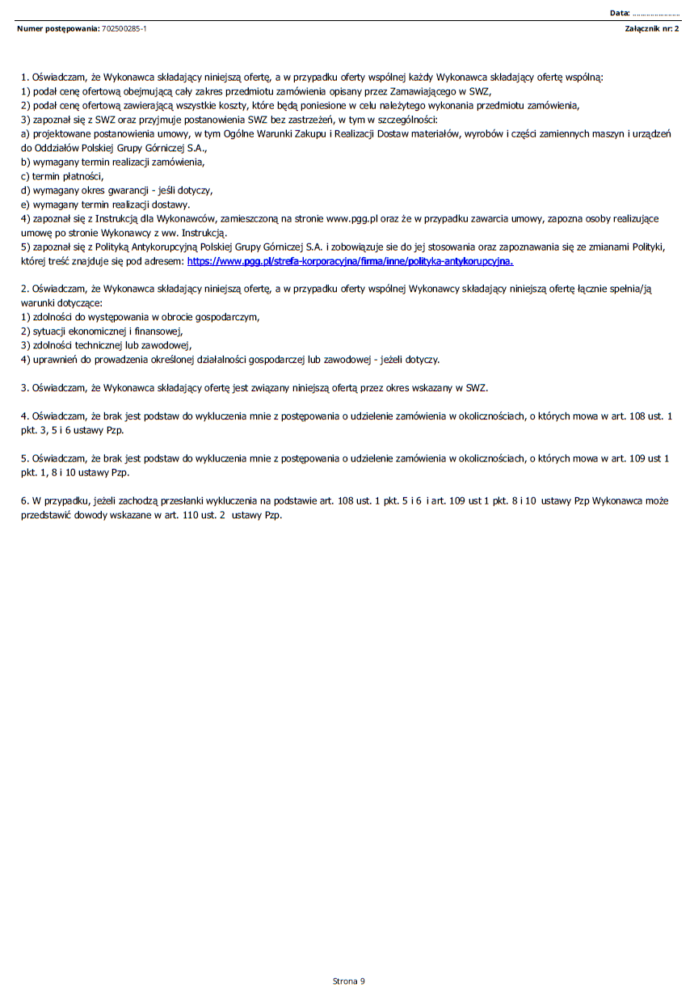 Data: ........................
Numer postępowania: 702500285-1 Załącznik nr: 2
1. Oświadczam, że Wykonawca składający niniejszą ofertę, a w przypadku oferty wspólnej każdy Wykonawca składający ofertę wspólną:
1) podał cenę ofertową obejmującą cały zakres przedmiotu zamówienia opisany przez Zamawiającego w SWZ,
2) podał cenę ofertową zawierającą wszystkie koszty, które będą poniesione w celu należytego wykonania przedmiotu zamówienia,
3) zapoznał się z SWZ oraz przyjmuje postanowienia SWZ bez zastrzeżeń, w tym w szczególności:
a) projektowane postanowienia umowy, w tym Ogólne Warunki Zakupu i Realizacji Dostaw materiałów, wyrobów i części zamiennych maszyn i urządzeń
do Oddziałów Polskiej Grupy Górniczej S.A.,
b) wymagany termin realizacji zamówienia,
c) termin płatności,
d) wymagany okres gwarancji - jeśli dotyczy,
e) wymagany termin realizacji dostawy.
4) zapoznał się z Instrukcją dla Wykonawców, zamieszczoną na stronie www.pgg.pl oraz że w przypadku zawarcia umowy, zapozna osoby realizujące
umowę po stronie Wykonawcy z ww. Instrukcją.
5) zapoznał się z Polityką Antykorupcyjną Polskiej Grupy Górniczej S.A. i zobowiązuje sie do jej stosowania oraz zapoznawania się ze zmianami Polityki,
której treść znajduje się pod adresem: https://www.pgg.pl/strefa-korporacyjna/firma/inne/polityka-antykorupcyjna.
2. Oświadczam, że Wykonawca składający niniejszą ofertę, a w przypadku oferty wspólnej Wykonawcy składający niniejszą ofertę łącznie spełnia/ją
warunki dotyczące:
1) zdolności do występowania w obrocie gospodarczym,
2) sytuacji ekonomicznej i finansowej,
3) zdolności technicznej lub zawodowej,
4) uprawnień do prowadzenia określonej działalności gospodarczej lub zawodowej - jeżeli dotyczy.
3. Oświadczam, że Wykonawca składający ofertę jest związany niniejszą ofertą przez okres wskazany w SWZ.
4. Oświadczam, że brak jest podstaw do wykluczenia mnie z postępowania o udzielenie zamówienia w okolicznościach, o których mowa w art. 108 ust. 1
pkt. 3, 5 i 6 ustawy Pzp.
5. Oświadczam, że brak jest podstaw do wykluczenia mnie z postępowania o udzielenie zamówienia w okolicznościach, o których mowa w art. 109 ust 1
pkt. 1, 8 i 10 ustawy Pzp.
6. W przypadku, jeżeli zachodzą przesłanki wykluczenia na podstawie art. 108 ust. 1 pkt. 5 i 6 i art. 109 ust 1 pkt. 8 i 10 ustawy Pzp Wykonawca może
przedstawić dowody wskazane w art. 110 ust. 2 ustawy Pzp.
Strona 9